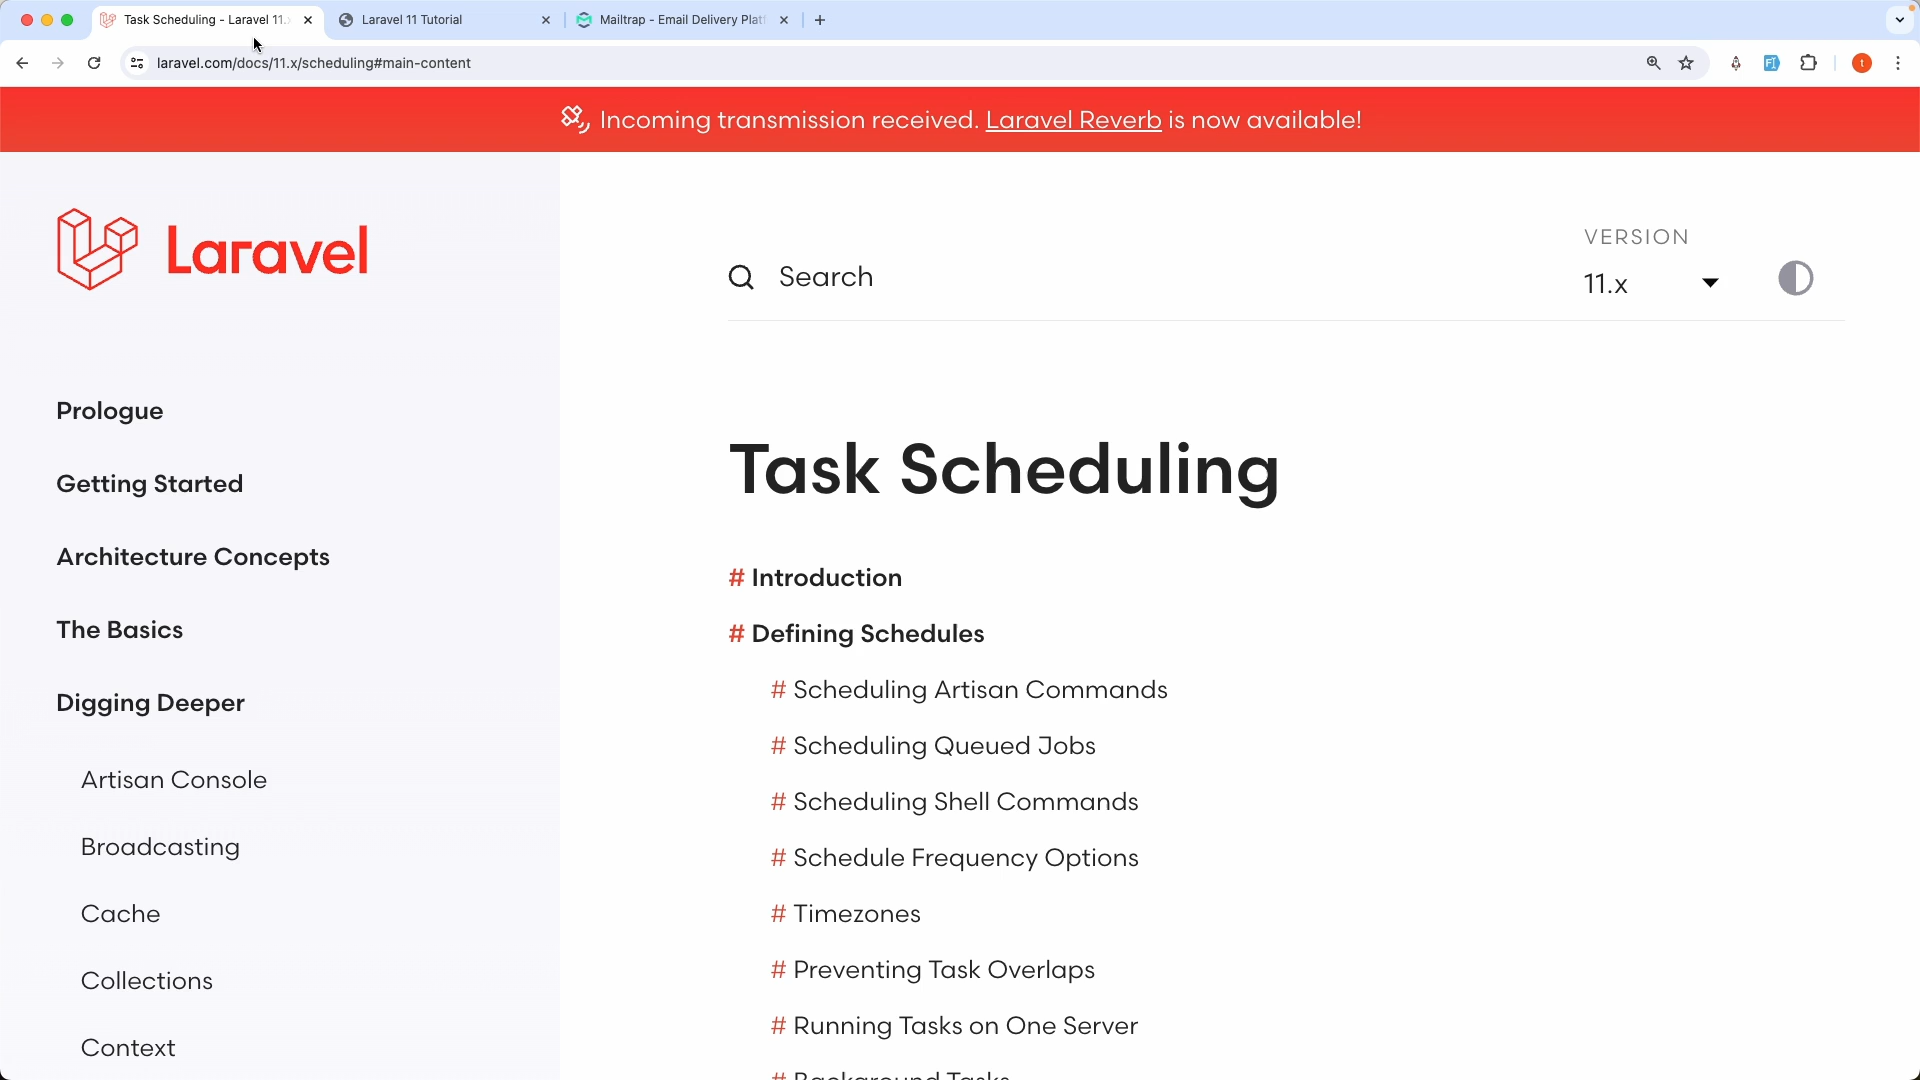 Task Scheduling - Laravel 11.
Laravel 11 Tutorial
Mailtrap - Email Delivery Plat
laravel.com/docs/11.x/scheduling#main-content
t
Incoming transmission received. Laravel Reverb is now available!
Laravel
Search
VERSION
11.x
Prologue
Getting Started
Architecture Concepts
The Basics
Digging Deeper
Artisan Console
Broadcasting
Cache
Collections
Context
Task Scheduling
# Introduction
# Defining Schedules
# Scheduling Artisan Commands
# Scheduling Queued Jobs
# Scheduling Shell Commands
# Schedule Frequency Options
# Timezones
# Preventing Task Overlaps
# Running Tasks on One Server
# Background Tasks